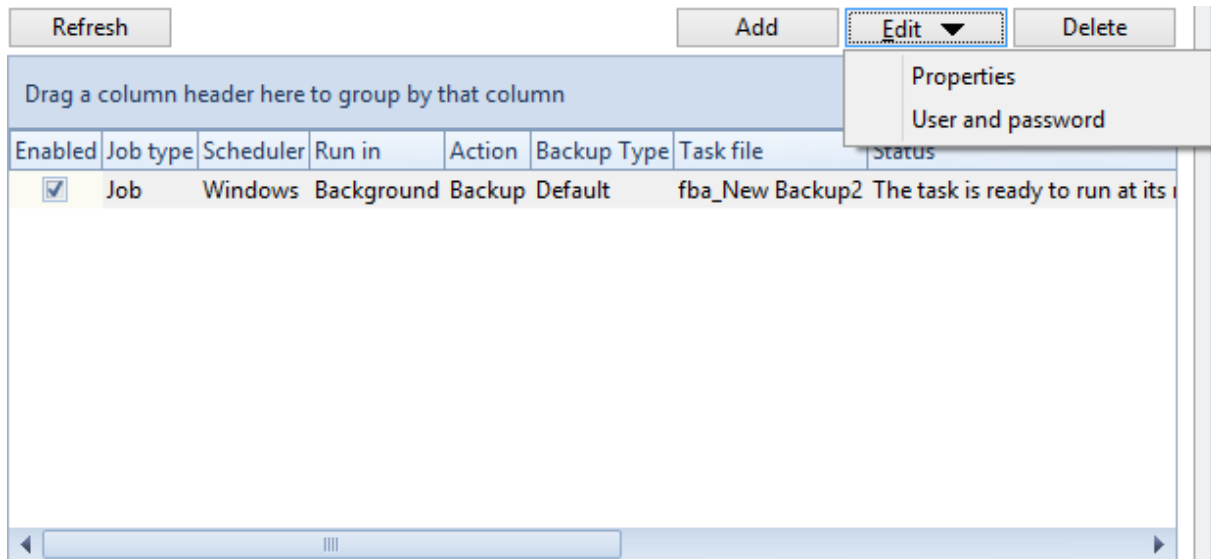 Refresh Add Edit Delete
Properties
Drag a column header here to group by that column
User and password
Enabled Job type Scheduler Run in Action Backup Type Task file Status
Job Windows Background Backup Default fba_New Backup2 The task is ready to run at its